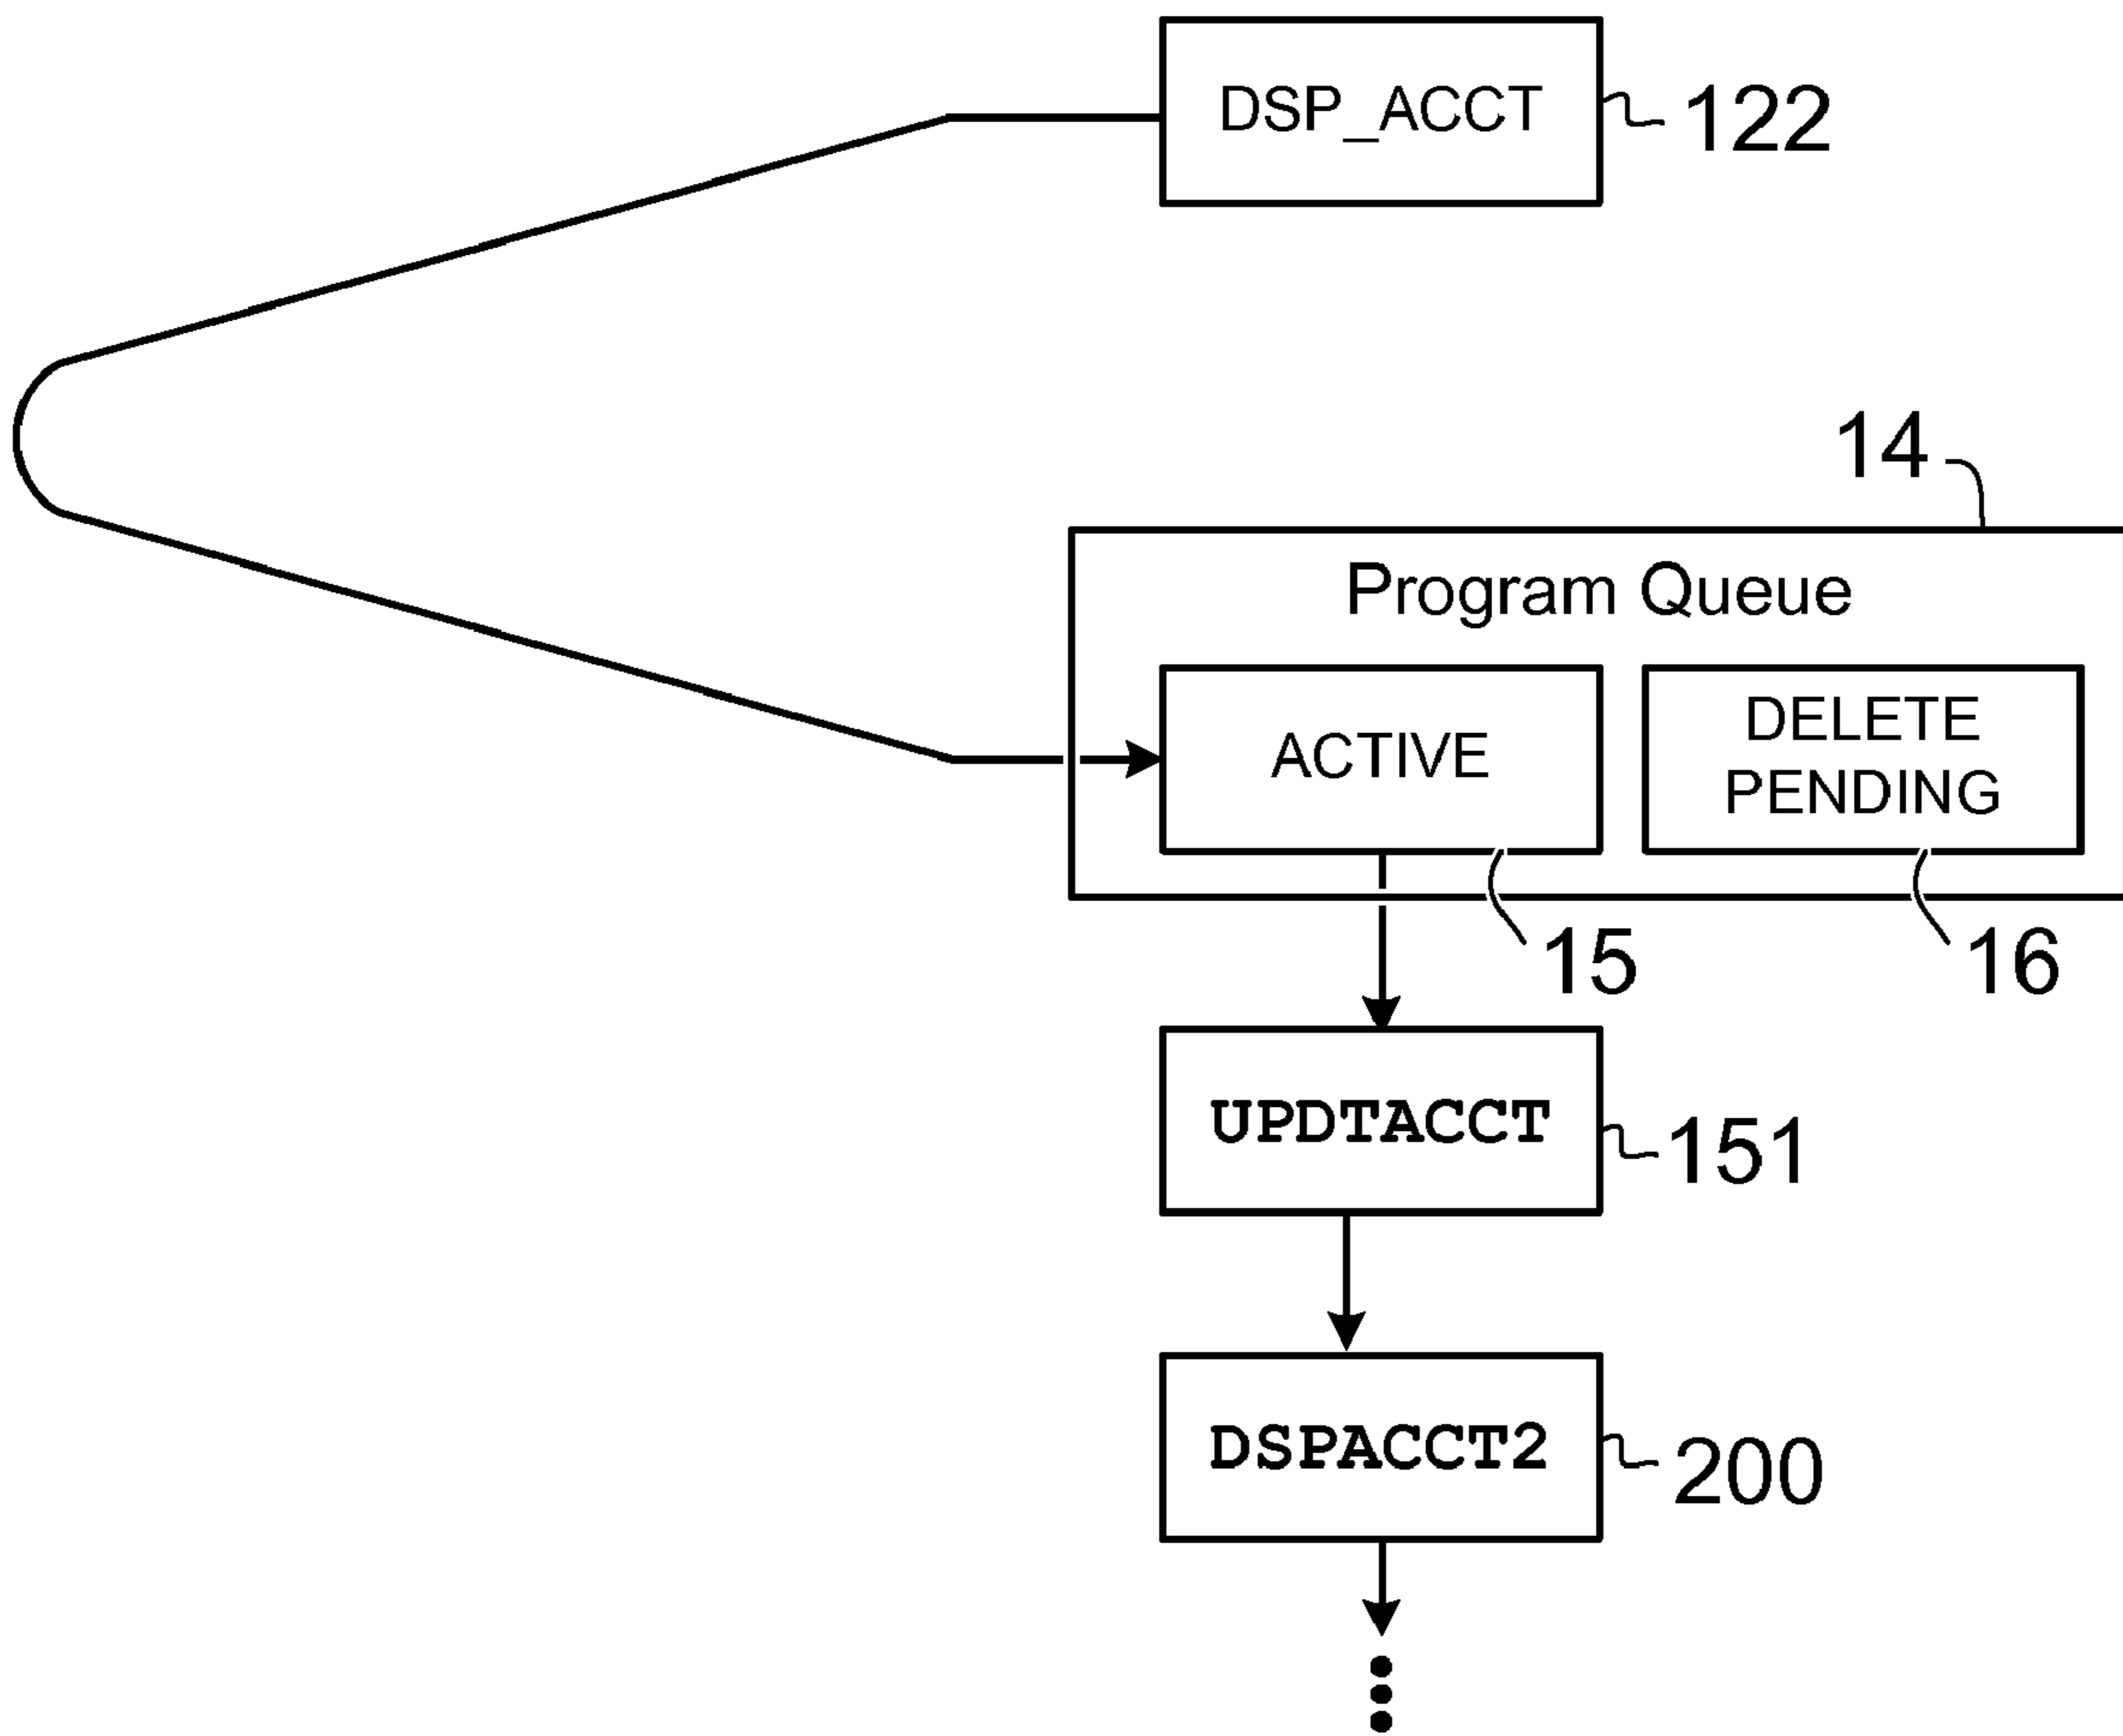 DSP_ACCT
122
14
Program Queue
ACTIVE
DELETE
PENDING
15
16
UPDTACCT
151
DSPACCT2
200